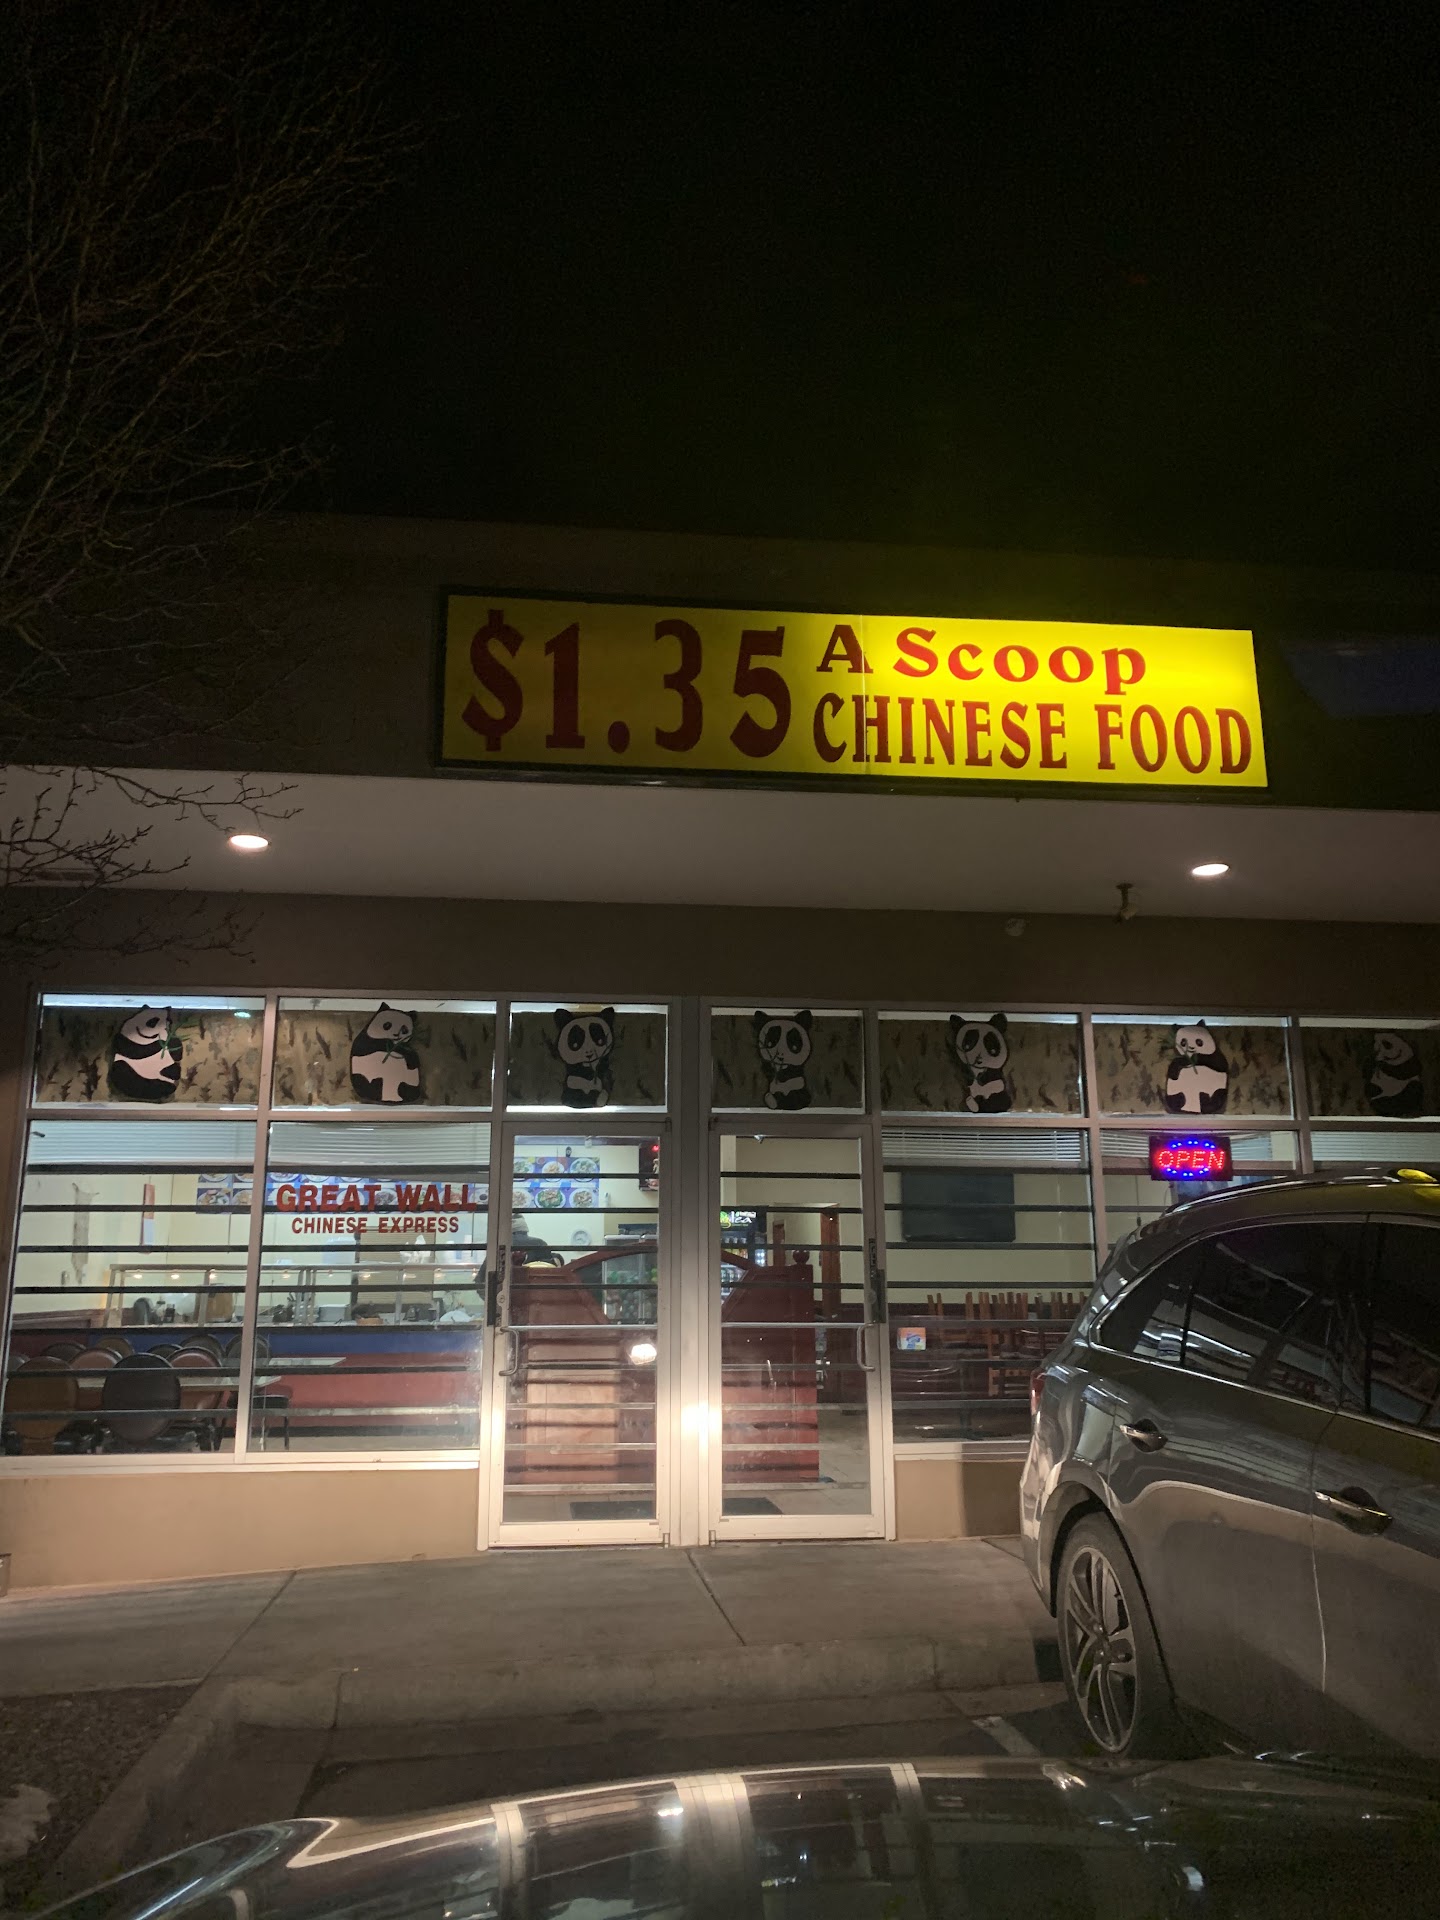 $1.35
A Scoop
CHINESE FOOD
GREAT WALL
CHINESE EXPRESS
OPEN